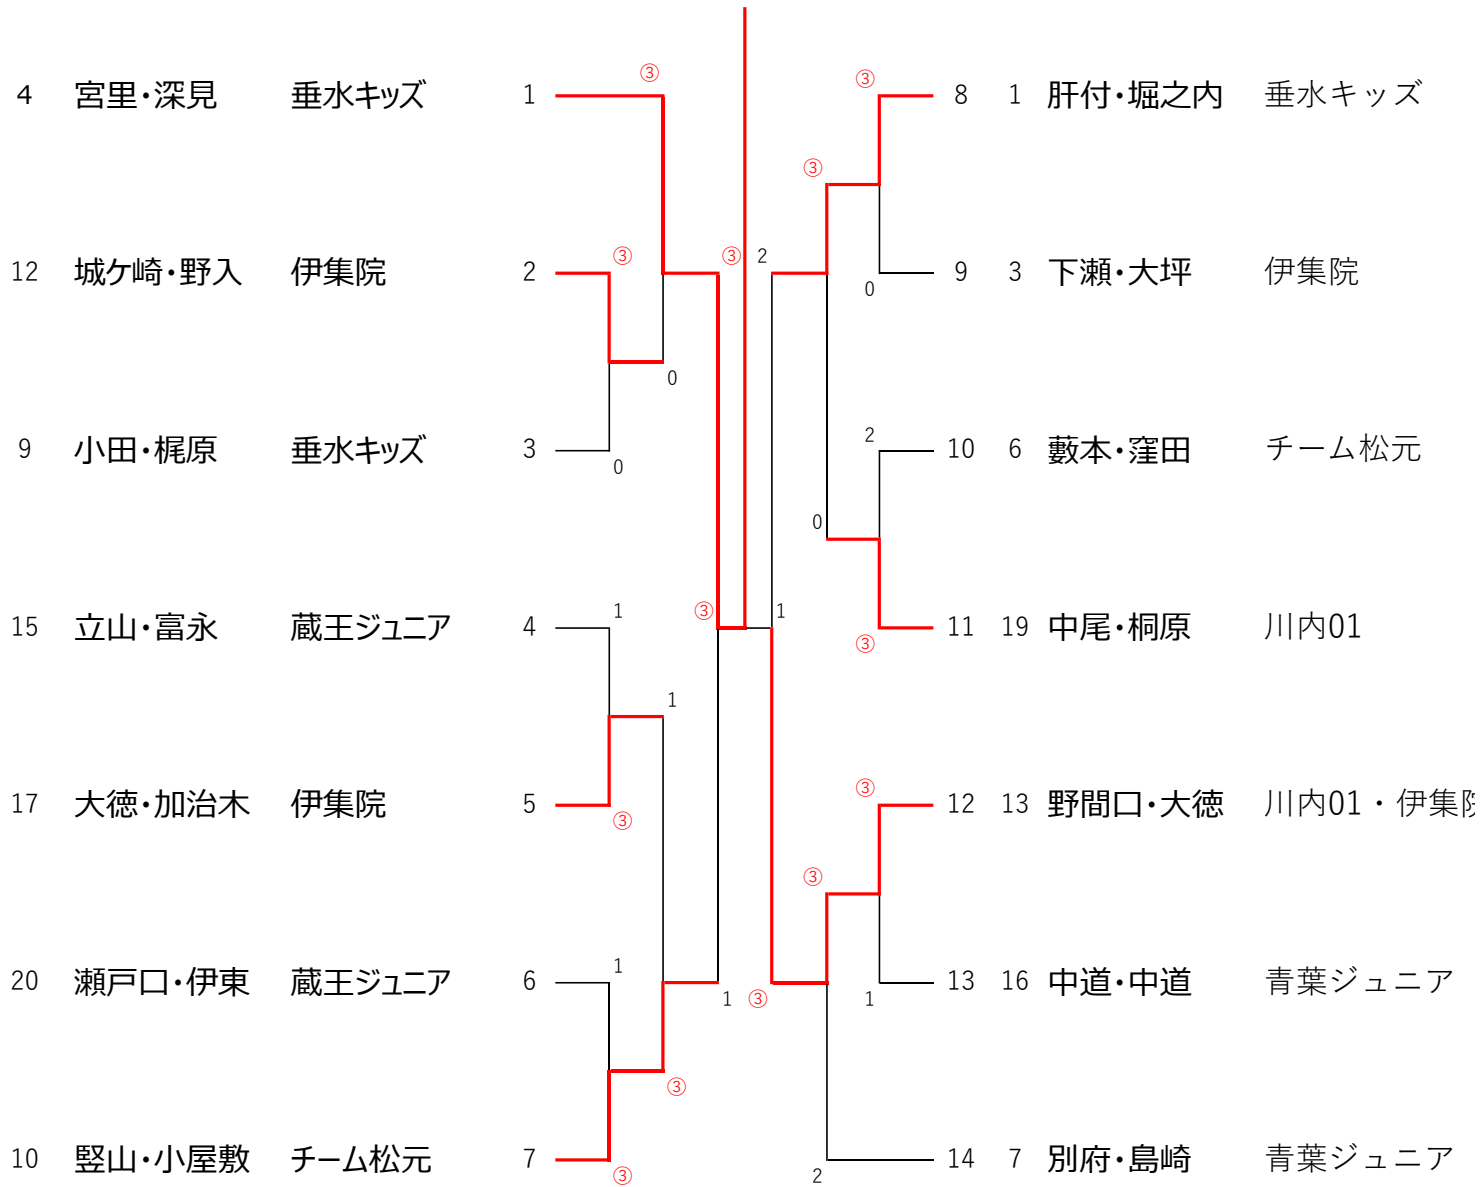 ③
4 宮里・深見 垂水キッズ 1 ③ 8 1 肝付・堀之内 垂水キッズ
③
③ ③ 2
12 城ケ崎・野入 伊集院 2 9 3 下瀬・大坪 伊集院
0
0
2
9 小田・梶原 垂水キッズ 3 10 6 藪本・窪田 チーム松元
0
0
1 ③ 1
15 立山・富永 蔵王ジュニア 4 11 19 中尾・桐原 川内01
③
1
③
17 大徳・加治木 伊集院 5 12 13 野間口・大徳 川内01・伊集院
③
③
1
20 瀬戸口・伊東 蔵王ジュニア 6 13 16 中道・中道 青葉ジュニア
1 ③ 1
③
10 竪山・小屋敷 チーム松元 7 14 7 別府・島崎 青葉ジュニア
③ 2